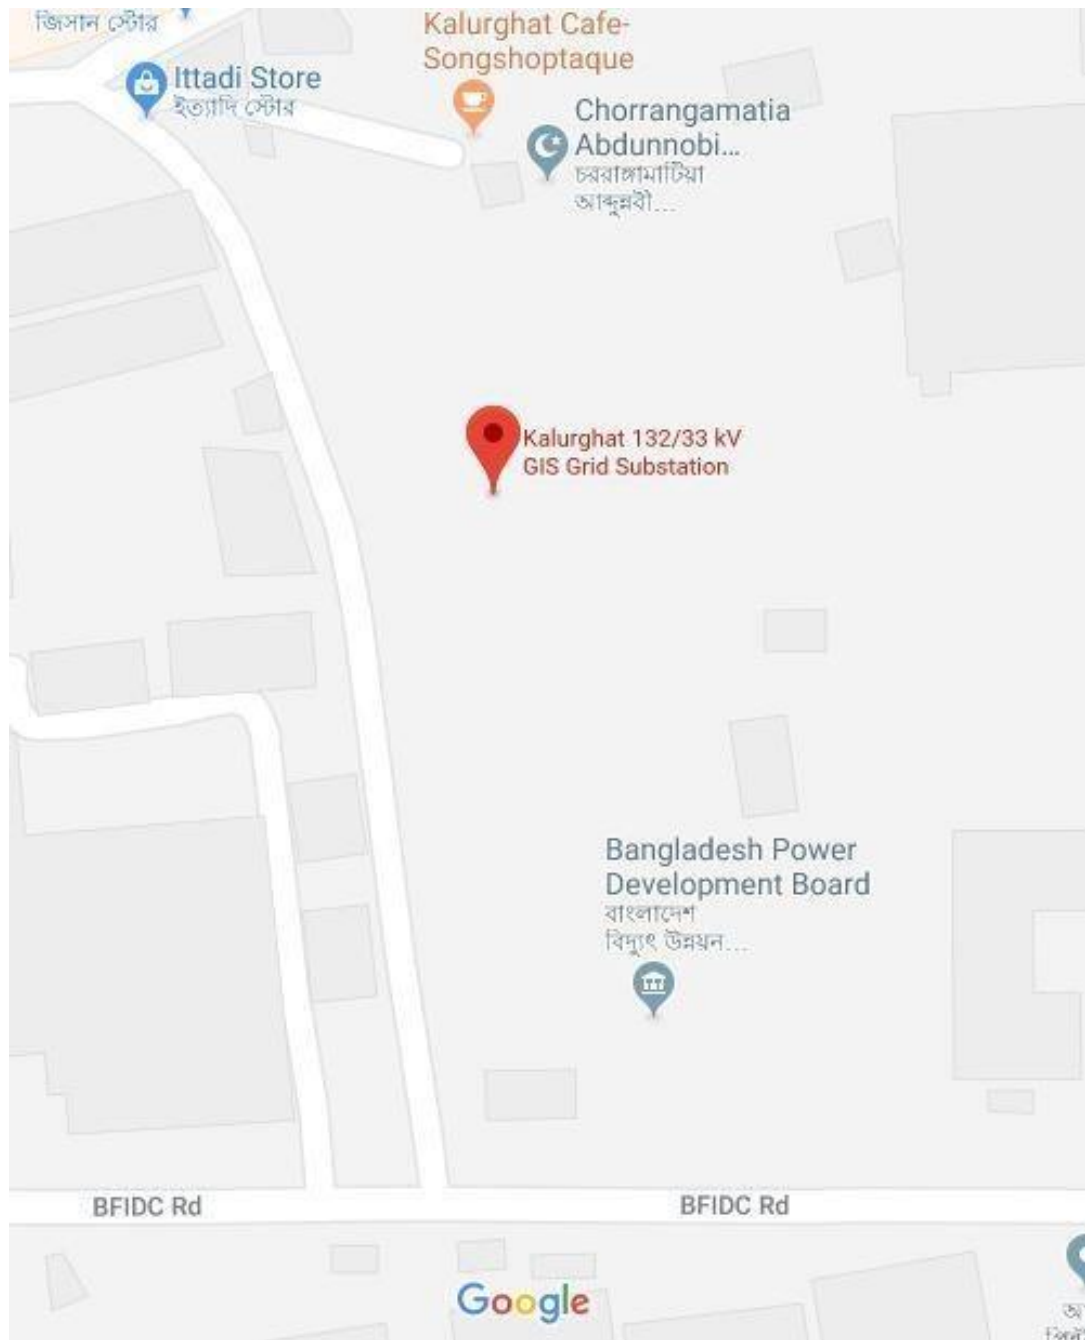 জিসান স্টোর
Kalurghat Cafe-
Songshoptaque
Ittadi Store
ইত্যাদি স্টোর
Chorrangamatia
Abdunnobi...
চররাঙ্গামাটিয়া
আব্দুন্নবী...
Kalurghat 132/33 kV
GIS Grid Substation
Bangladesh Power
Development Board
বাংলাদেশ
বিদ্যুৎ উন্নয়ন...
BFIDC Rd
BFIDC Rd
Google